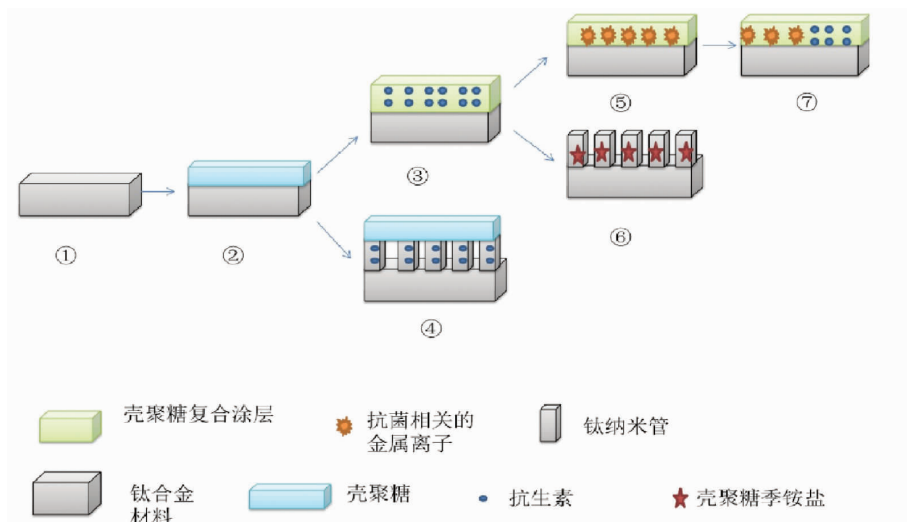 ⑤
⑦
③
⑥
①
②
④
壳聚糖复合涂层
抗菌相关的
金属离子
钛纳米管
钛合金
材料
壳聚糖
抗生素
壳聚糖季铵盐